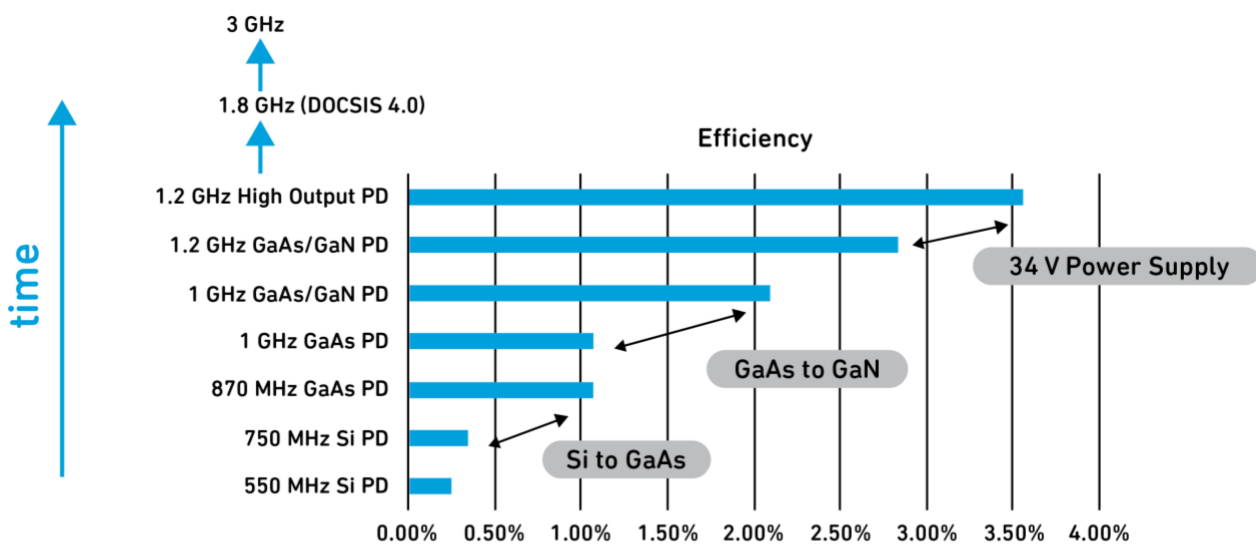 3 GHz
1.8 GHz (DOCSIS 4.0)
Efficiency
time
1.2 GHz High Output PD
1.2 GHz GaAs/GaN PD
34 V Power Supply
1 GHz GaAs/GaN PD
1 GHz GaAs PD
GaAs to GaN
870 MHz GaAs PD
750 MHz Si PD
Si to GaAs
550 MHz Si PD
0.00% 0.50% 1.00% 1.50% 2.00% 2.50% 3.00% 3.50% 4.00%